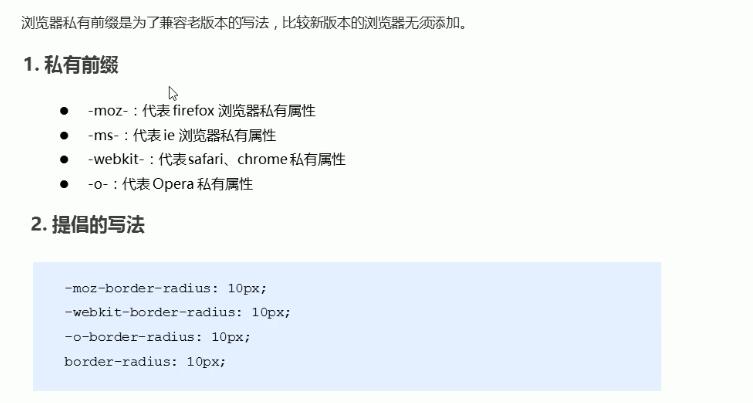 浏览器私有前缀是为了兼容老版本的写法，比较新版本的浏览器无须添加。
1. 私有前缀
● -moz-：代表 firefox 浏览器私有属性
● -ms-：代表 ie 浏览器私有属性
● -webkit-：代表 safari、chrome 私有属性
● -o-：代表 Opera 私有属性
2. 提倡的写法
-moz-border-radius: 10px;
-webkit-border-radius: 10px;
-o-border-radius: 10px;
border-radius: 10px;